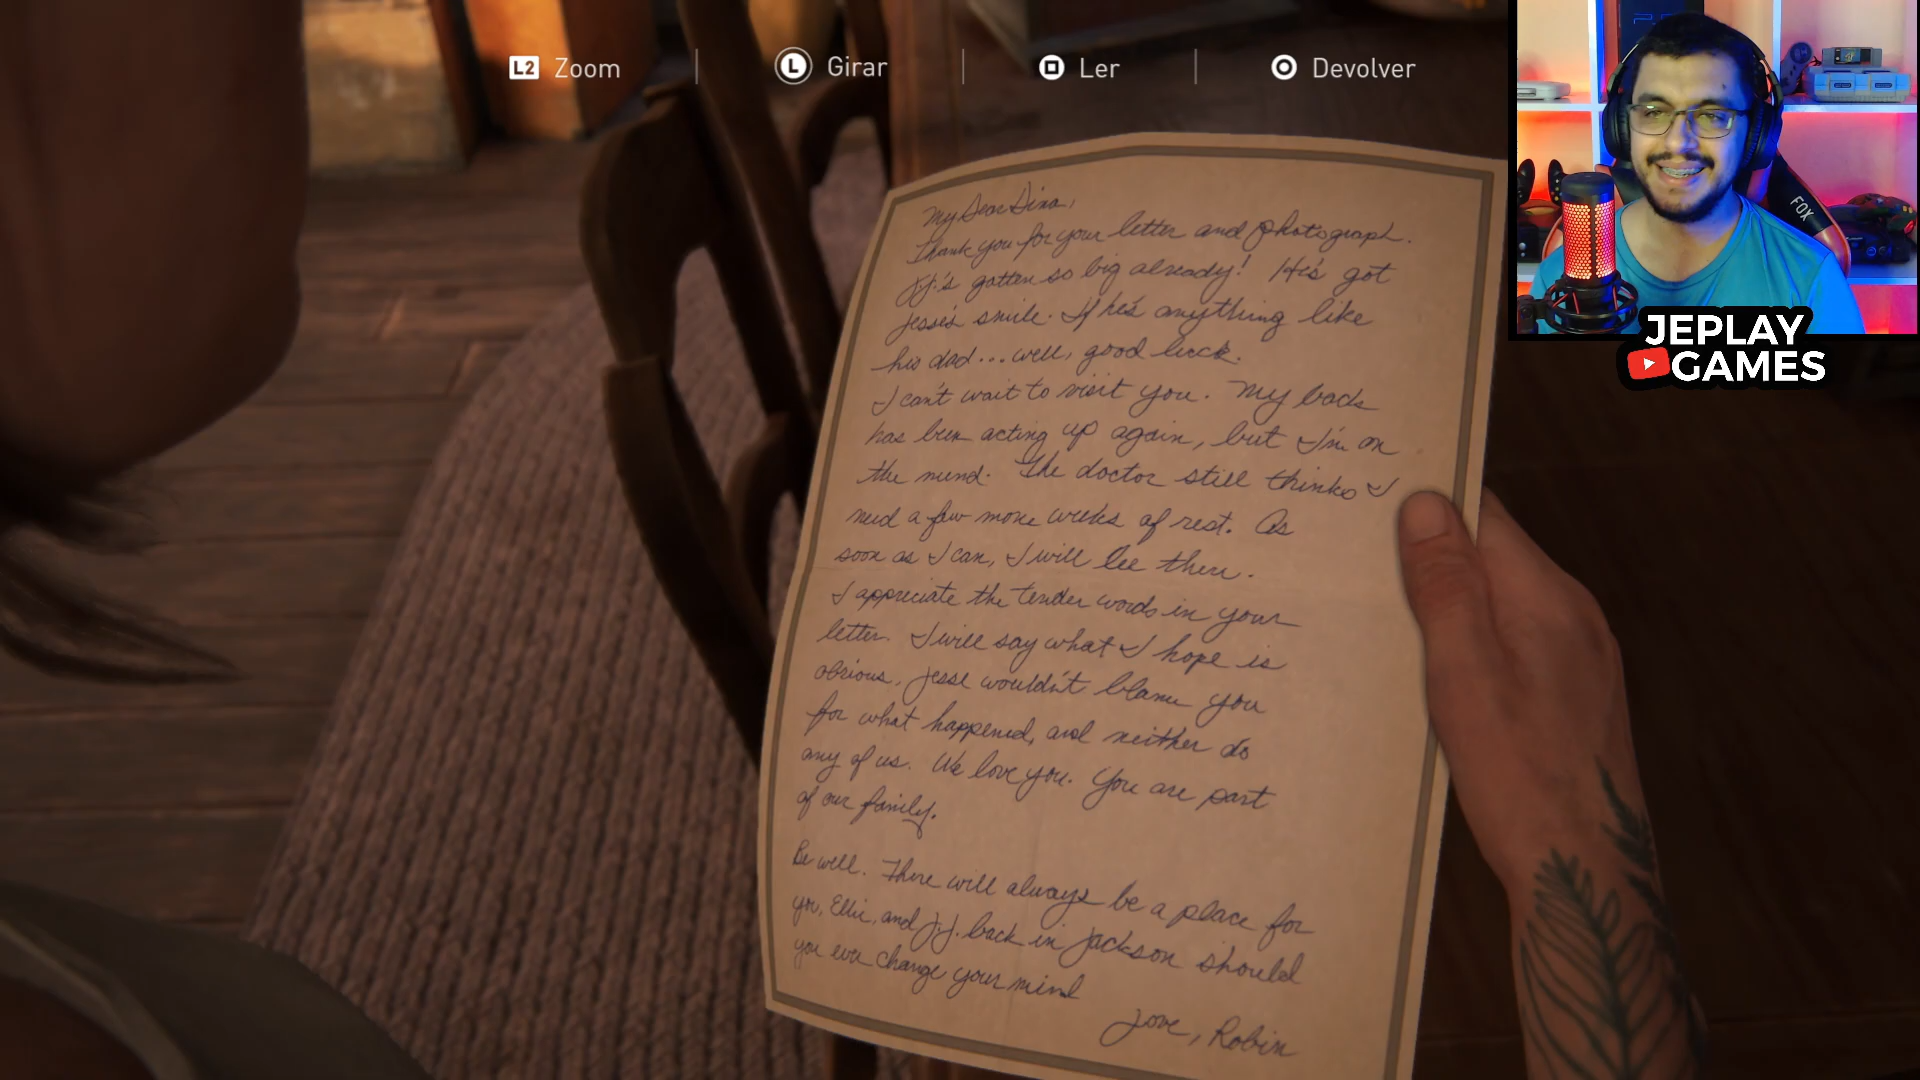 L2 Zoom
L Girar
Ler
Devolver
My Dear Dina,
Thank you for your letter and photograph.
J.J.'s gotten so big already! He's got
Jesse's smile. If he's anything like
his dad... well, good luck.
I can't wait to visit you. My back
has been acting up again, but I'm on
the mend. The doctor still thinks I
need a few more weeks of rest. As
soon as I can, I will be there.
I appreciate the tender words in your
letter. I will say what I hope is
obvious, Jesse wouldn't blame you
for what happened, and neither do
any of us. We love you. You are part
of our family.
Be well. There will always be a place for
you, Ellie, and J.J. back in Jackson should
you ever change your mind
Love, Robin
FOX
JEPLAY
GAMES